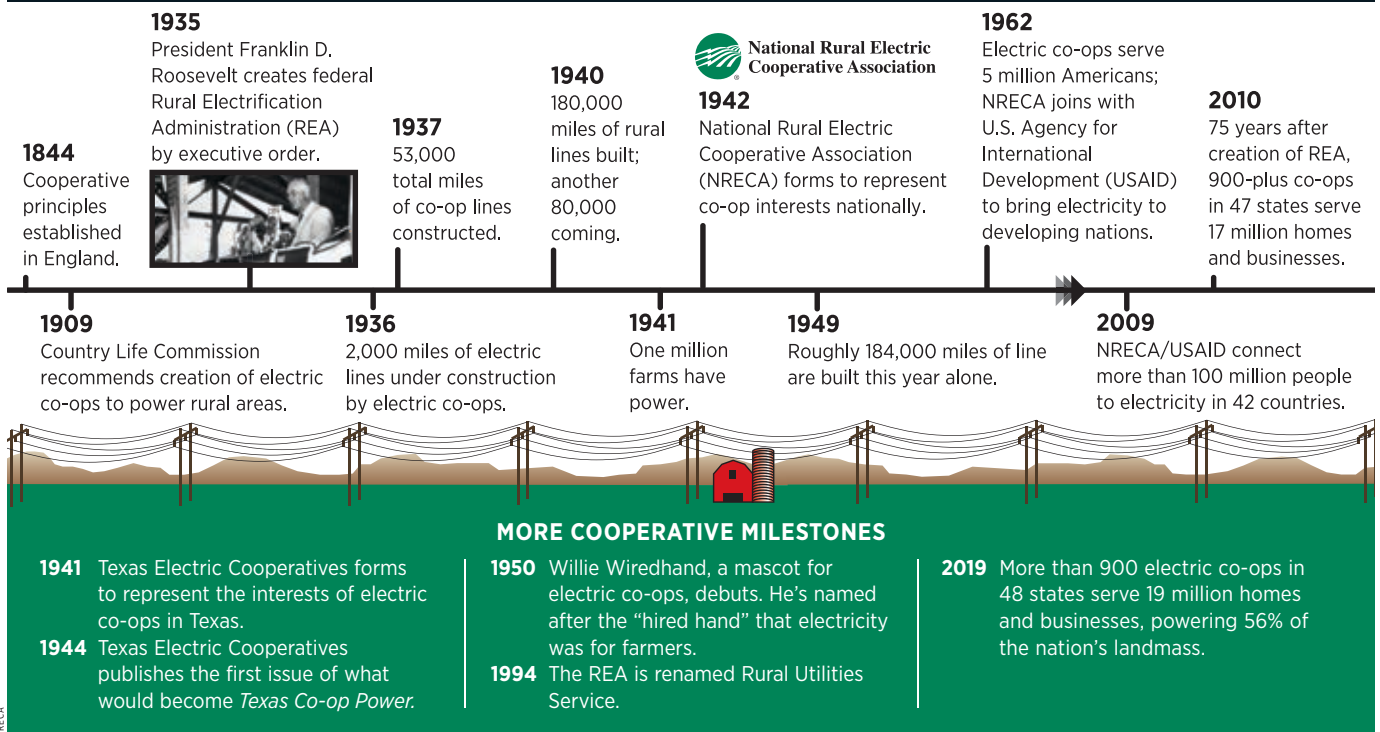 1935
President Franklin D.
Roosevelt creates federal
Rural Electrification
Administration (REA)
by executive order.
1962
Electric co-ops serve
5 million Americans;
NRECA joins with
U.S. Agency for
International
Development (USAID)
to bring electricity to
developing nations.
National Rural Electric
Cooperative Association
®
1940
180,000
miles of rural
lines built;
another
80,000
coming.
1942
National Rural Electric
Cooperative Association
(NRECA) forms to represent
co-op interests nationally.
2010
75 years after
creation of REA,
900-plus co-ops
in 47 states serve
17 million homes
and businesses.
1844
Cooperative
principles
established
in England.
1937
53,000
total miles
of co-op lines
constructed.
1909
Country Life Commission
recommends creation of electric
co-ops to power rural areas.
1936
2,000 miles of electric
lines under construction
by electric co-ops.
1941
One million
farms have
power.
1949
Roughly 184,000 miles of line
are built this year alone.
2009
NRECA/USAID connect
more than 100 million people
to electricity in 42 countries.
MORE COOPERATIVE MILESTONES
1941 Texas Electric Cooperatives forms
to represent the interests of electric
co-ops in Texas.
1944 Texas Electric Cooperatives
publishes the first issue of what
would become Texas Co-op Power.
1950 Willie Wiredhand, a mascot for
electric co-ops, debuts. He’s named
after the “hired hand” that electricity
was for farmers.
1994 The REA is renamed Rural Utilities
Service.
2019 More than 900 electric co-ops in
48 states serve 19 million homes
and businesses, powering 56% of
the nation’s landmass.